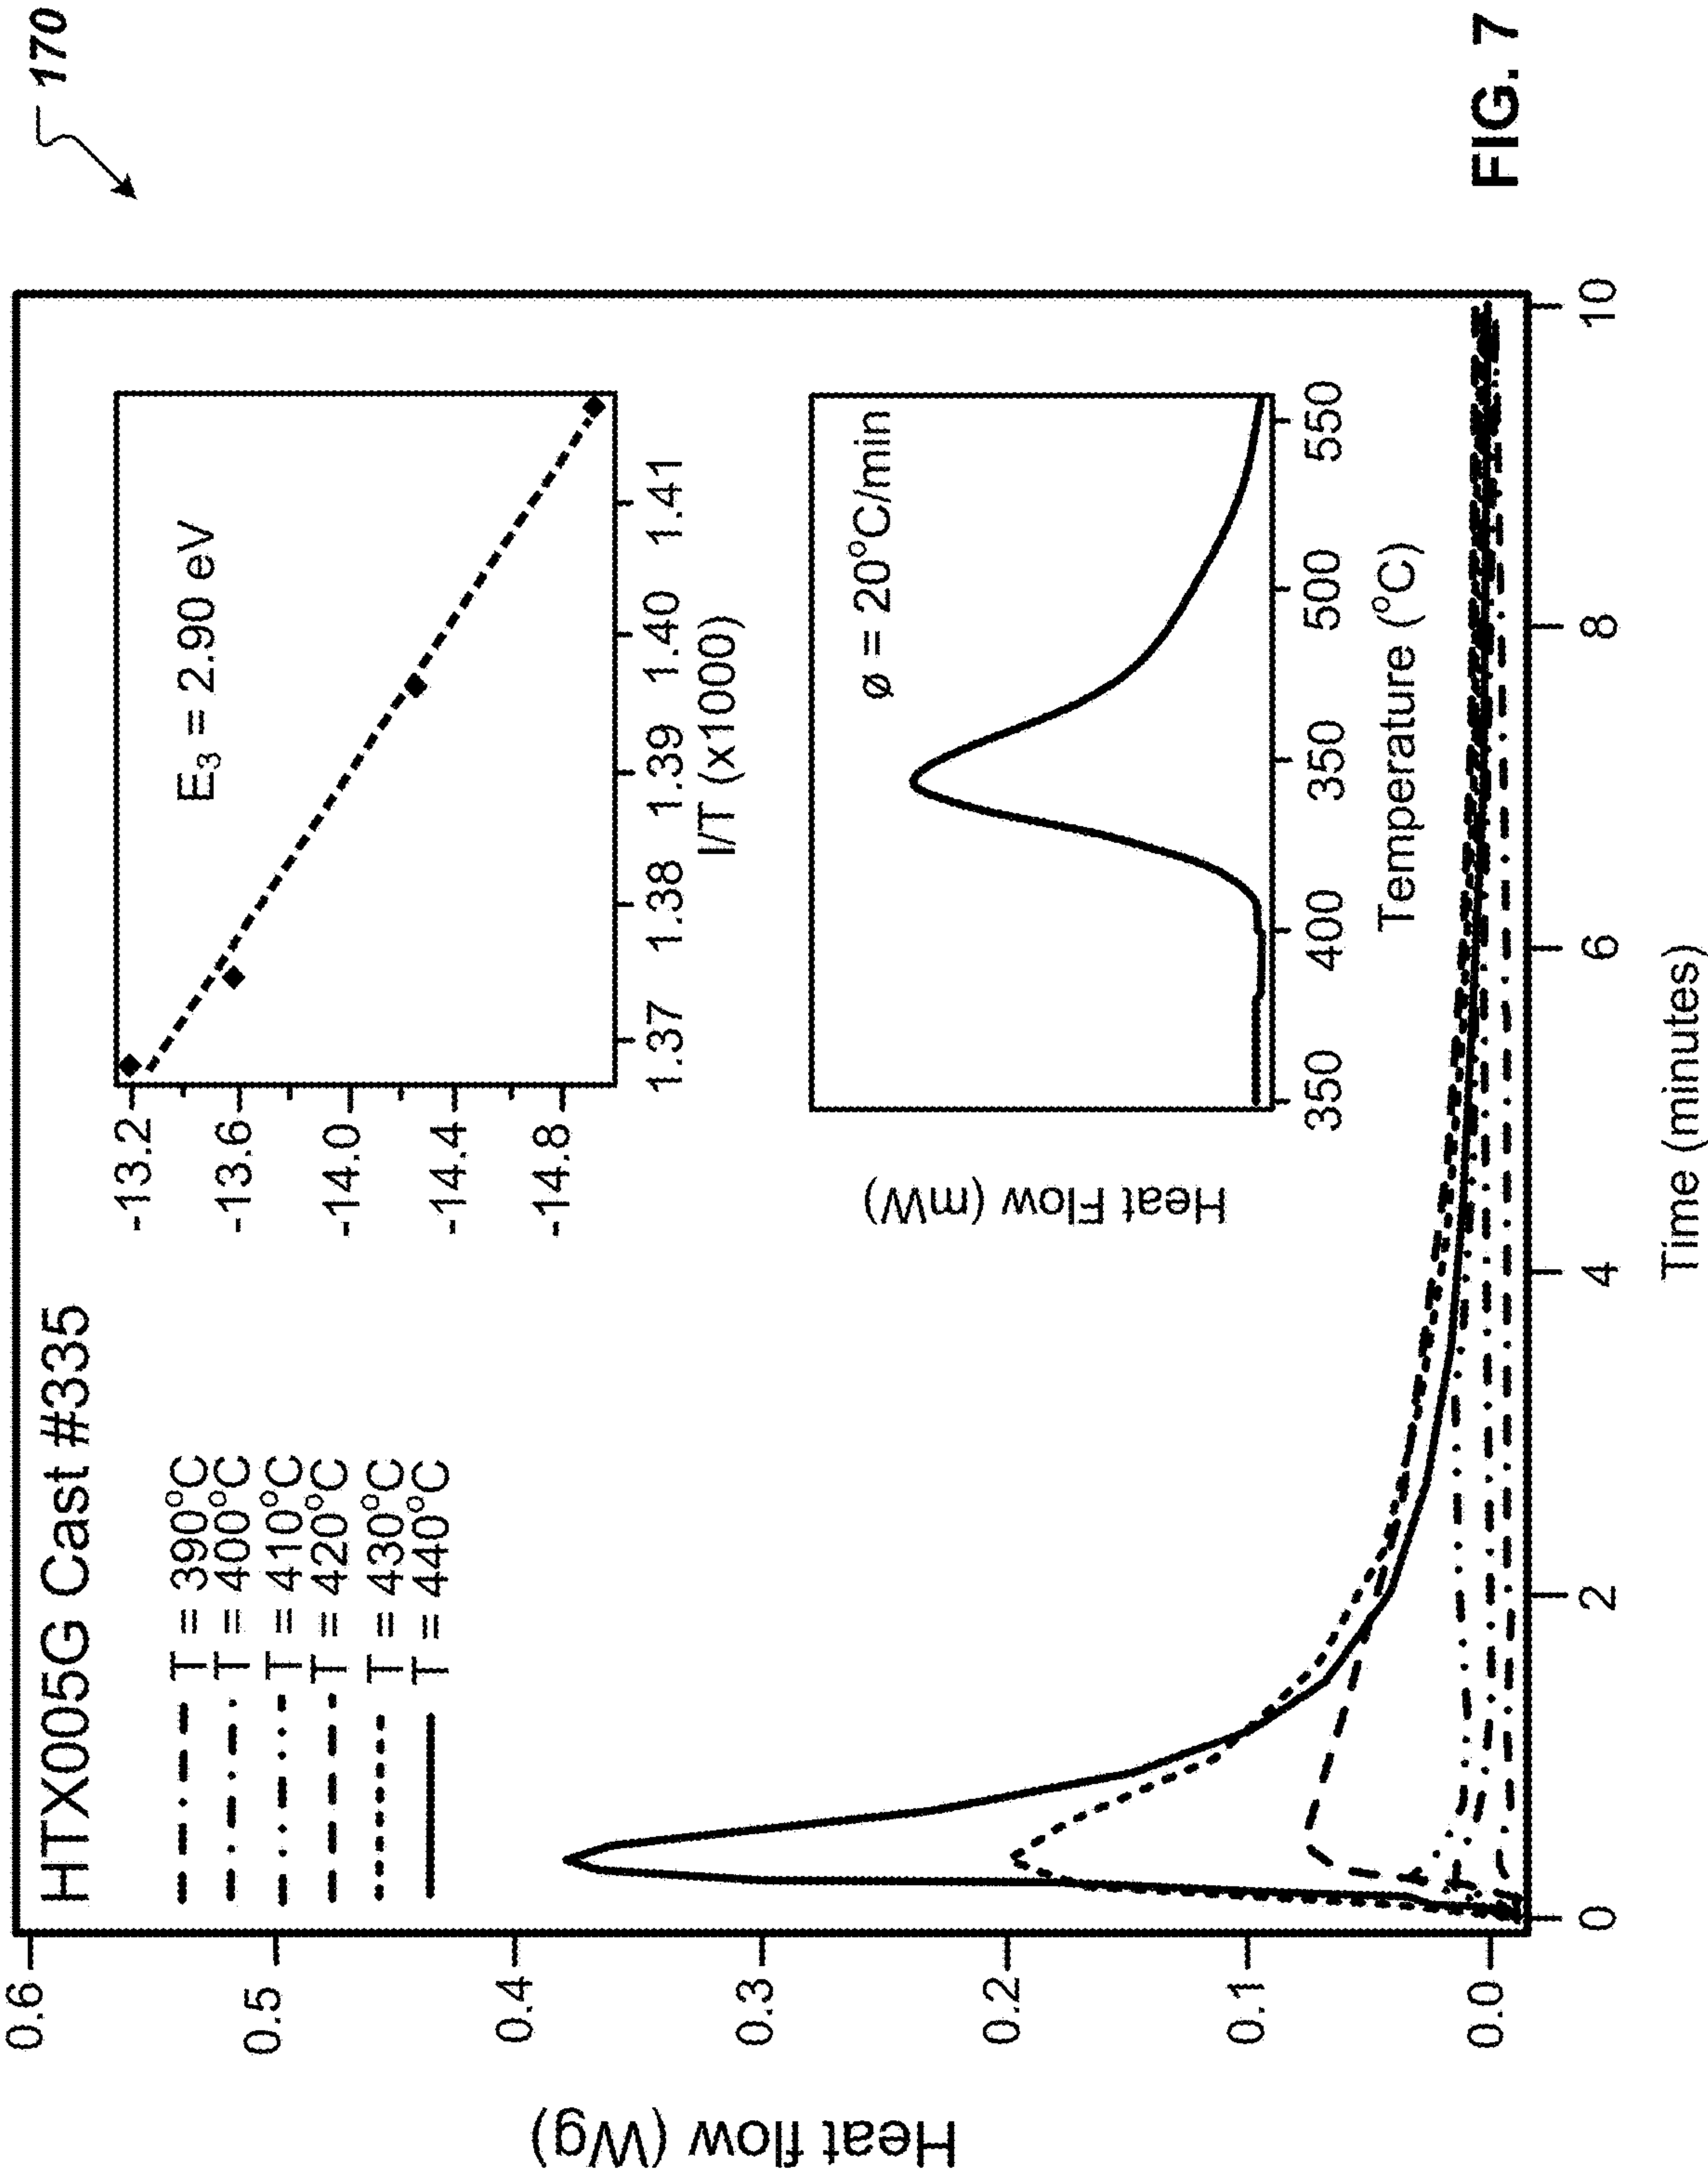 170
HTX005G Cast #335
T = 390°C
T = 400°C
T = 410°C
T = 420°C
T = 430°C
T = 440°C
E₃ = 2.90 eV
-13.2
-13.6
-14.0
-14.4
-14.8
1.37 1.38 1.39 1.40 1.41
I/T (x1000)
ø = 20°C/min
Heat Flow (mW)
350 400 350 500 550
Temperature (°C)
0.6
0.5
0.4
0.3
0.2
0.1
0.0
Heat flow (Wg)
0 2 4 6 8 10
Time (minutes)
FIG. 7